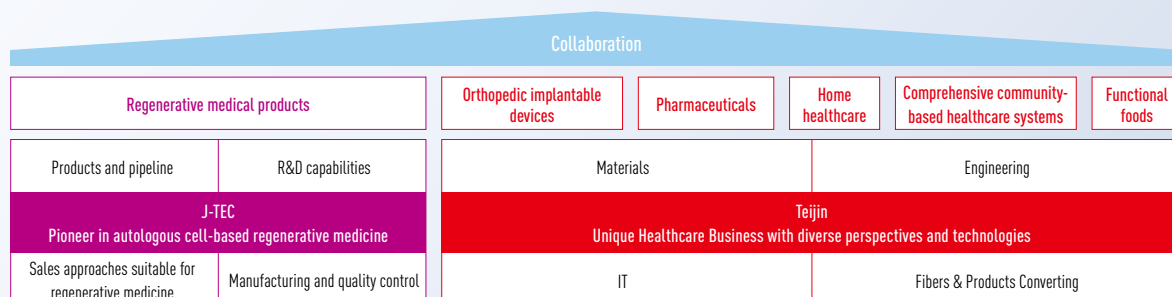 Collaboration
Regenerative medical products
Orthopedic implantable
devices
Pharmaceuticals
Home
healthcare
Comprehensive community-
based healthcare systems
Functional
foods
Products and pipeline
R&D capabilities
Materials
Engineering
J-TEC
Pioneer in autologous cell-based regenerative medicine
Teijin
Unique Healthcare Business with diverse perspectives and technologies
Sales approaches suitable for
regenerative medicine
Manufacturing and quality control
IT
Fibers & Products Converting